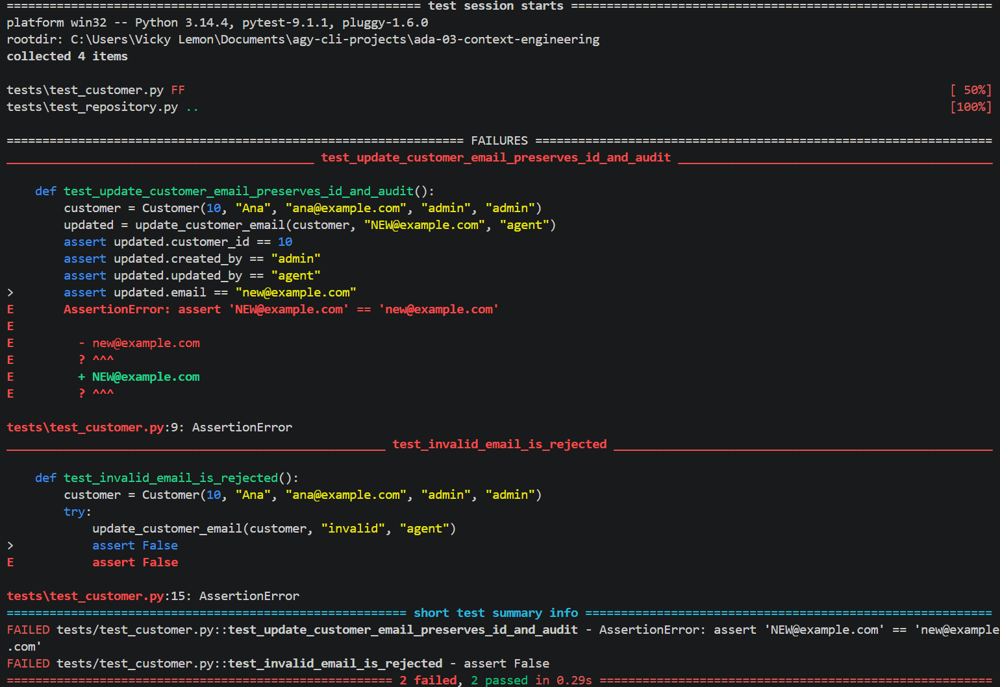 ========================================================== test session starts ===========================================================
platform win32 -- Python 3.14.4, pytest-9.1.1, pluggy-1.6.0
rootdir: C:\Users\Vicky Lemon\Documents\agy-cli-projects\ada-03-context-engineering
collected 4 items
tests\test_customer.py FF [ 50%]
tests\test_repository.py .. [100%]
================================================================ FAILURES ================================================================
___________________________________________ test_update_customer_email_preserves_id_and_audit ____________________________________________
def test_update_customer_email_preserves_id_and_audit():
customer = Customer(10, "Ana", "ana@example.com", "admin", "admin")
updated = update_customer_email(customer, "NEW@example.com", "agent")
assert updated.customer_id == 10
assert updated.created_by == "admin"
assert updated.updated_by == "agent"
> assert updated.email == "new@example.com"
E AssertionError: assert 'NEW@example.com' == 'new@example.com'
E
E - new@example.com
E ? ^^^
E + NEW@example.com
E ? ^^^
tests\test_customer.py:9: AssertionError
_____________________________________________________ test_invalid_email_is_rejected _____________________________________________________
def test_invalid_email_is_rejected():
customer = Customer(10, "Ana", "ana@example.com", "admin", "admin")
try:
update_customer_email(customer, "invalid", "agent")
> assert False
E assert False
tests\test_customer.py:15: AssertionError
======================================================== short test summary info =========================================================
FAILED tests/test_customer.py::test_update_customer_email_preserves_id_and_audit - AssertionError: assert 'NEW@example.com' == 'new@example
.com'
FAILED tests/test_customer.py::test_invalid_email_is_rejected - assert False
====================================================== 2 failed, 2 passed in 0.29s =======================================================